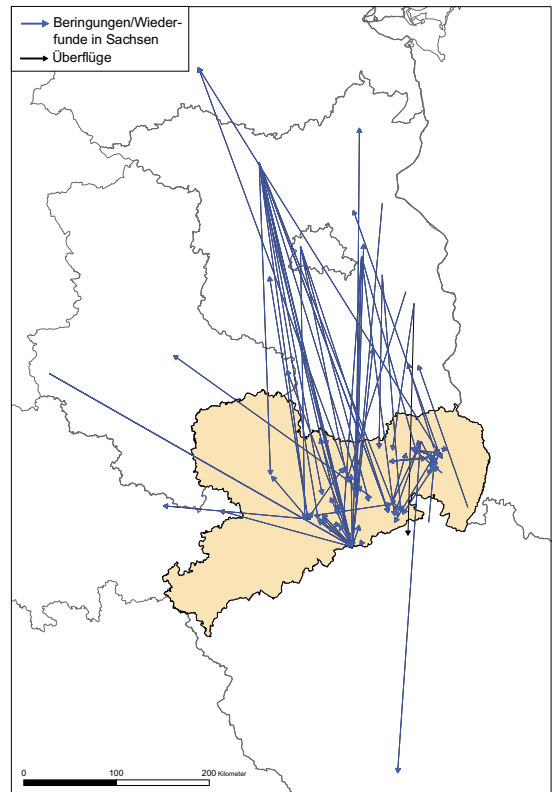 Beringungen/Wieder-
funde in Sachsen
Überflüge
0 100 200 Kilometer